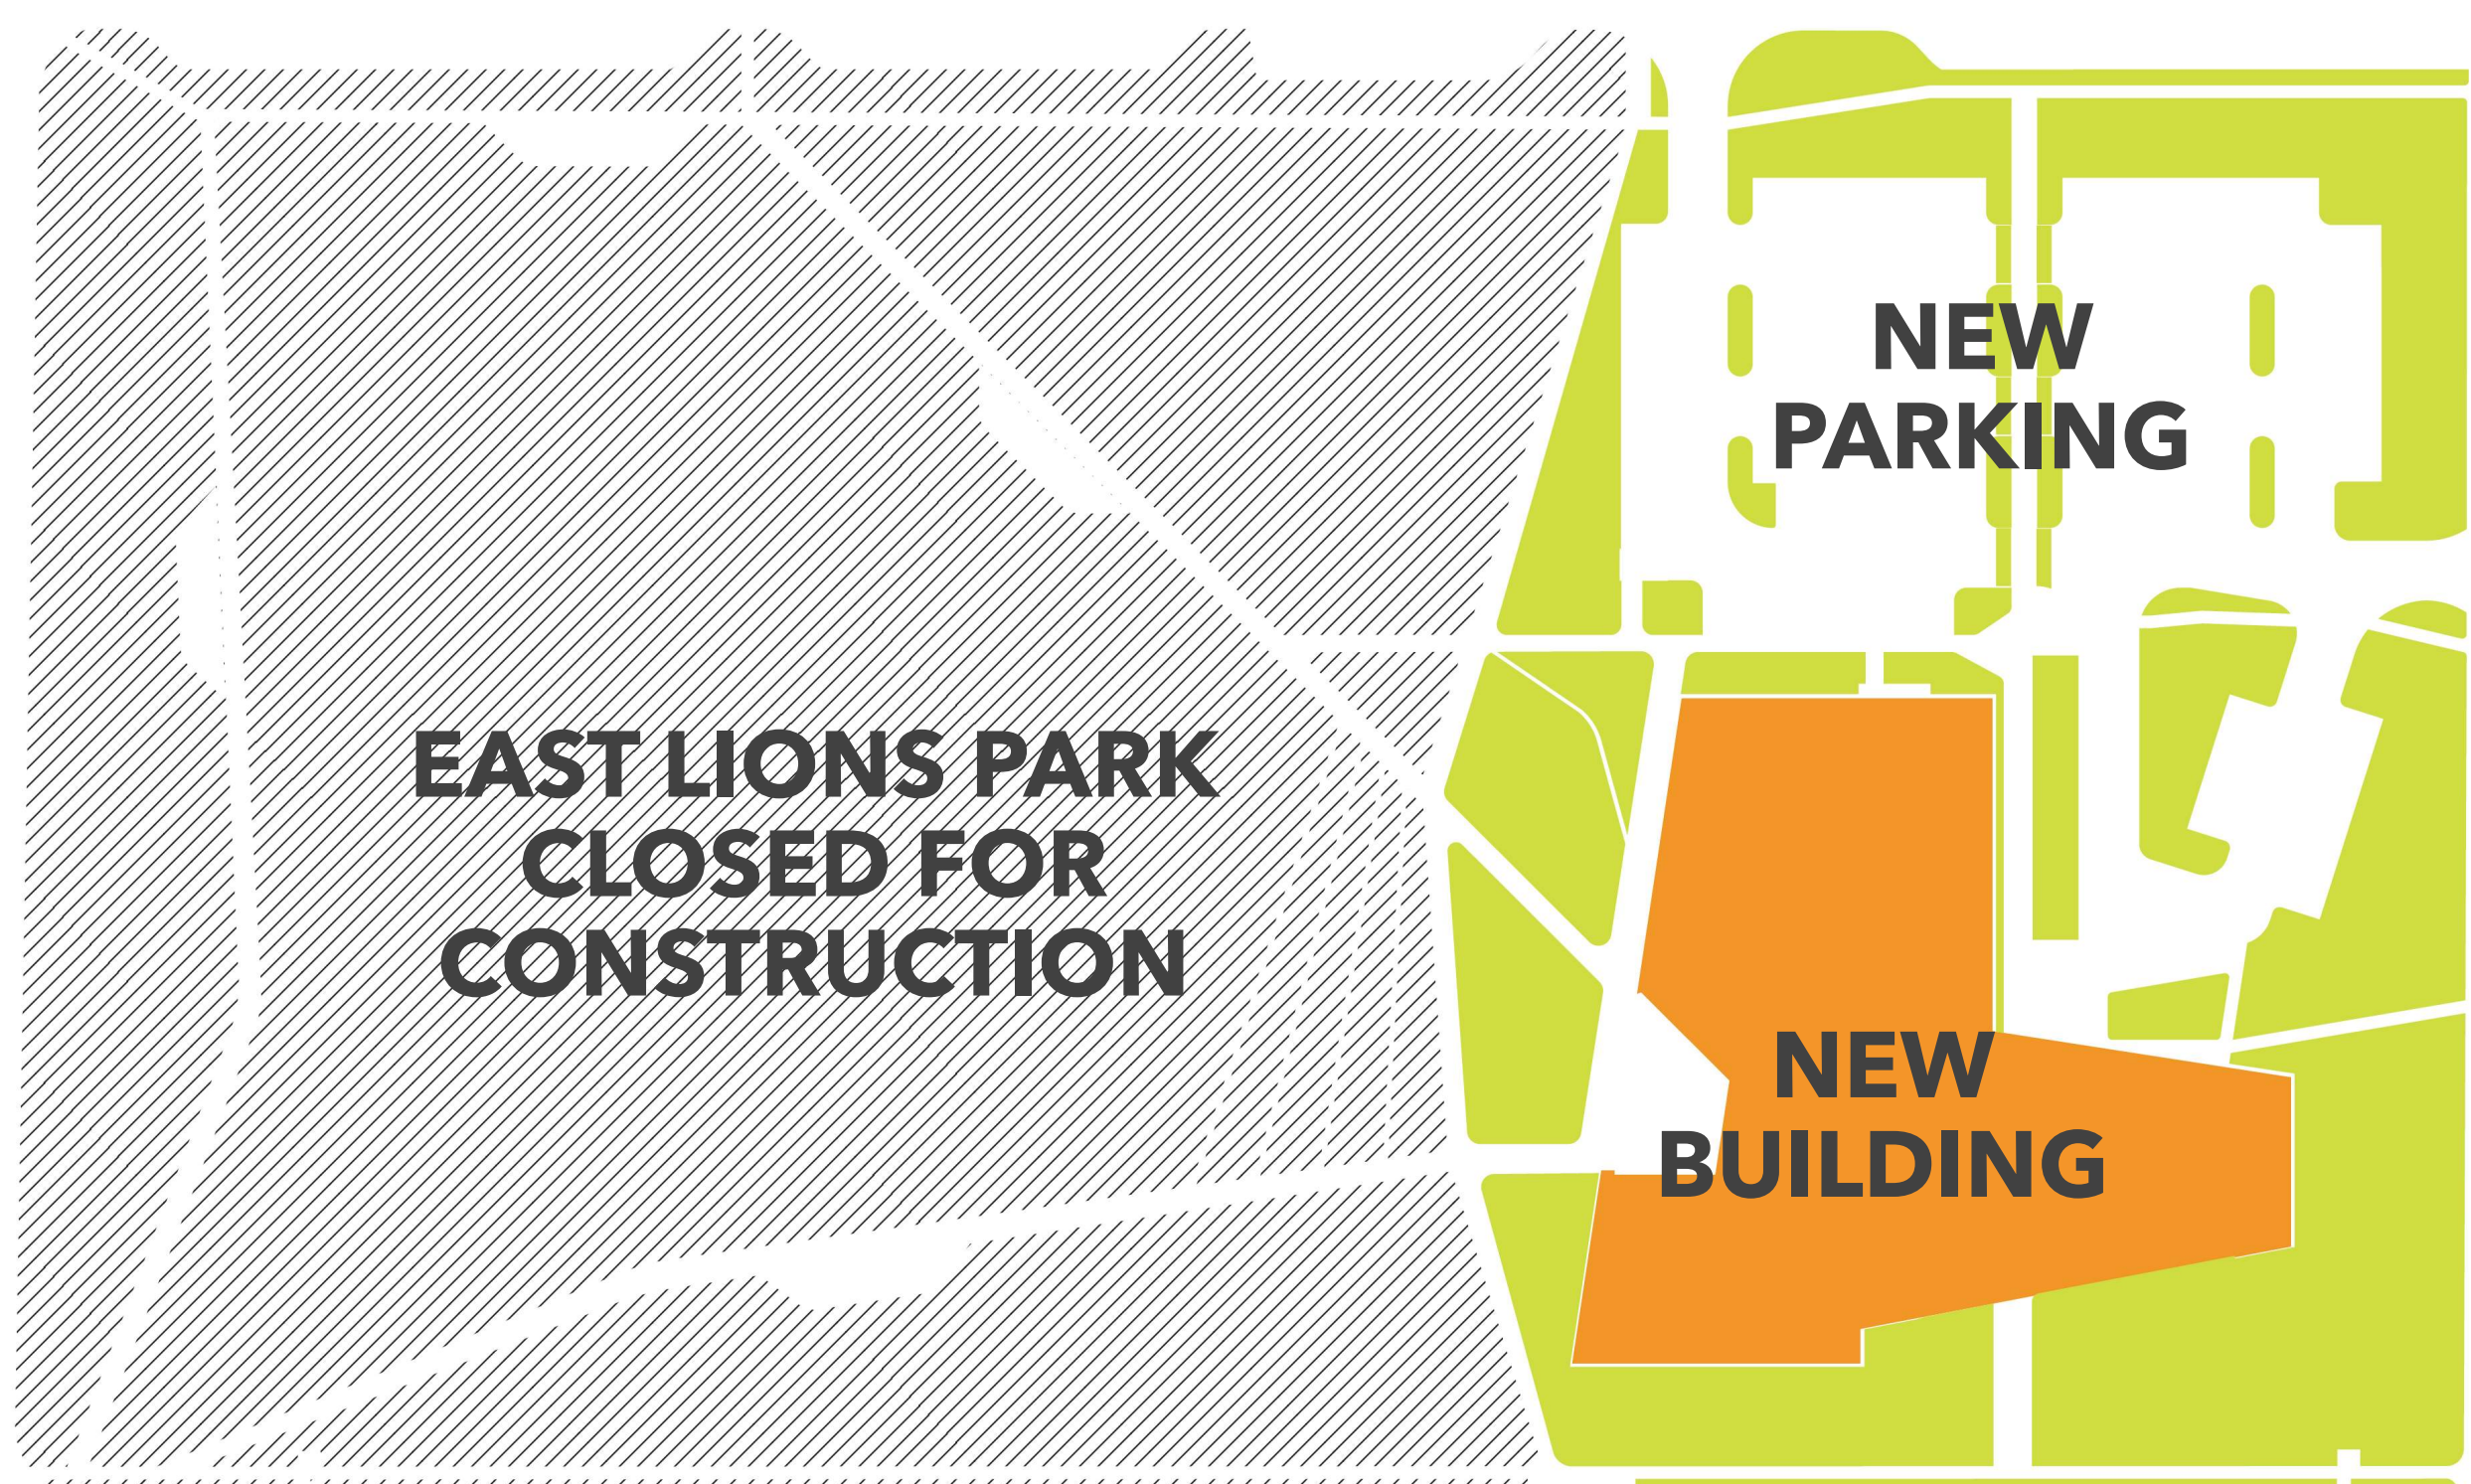 NEW
PARKING
EAST LIONS PARK
CLOSED FOR
CONSTRUCTION
NEW
BUILDING